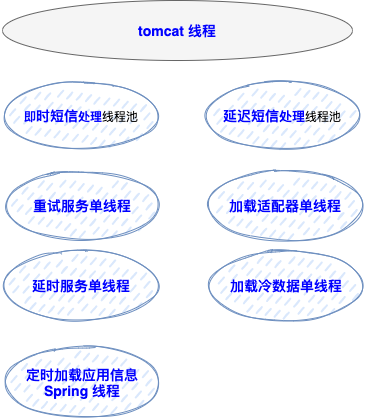 tomcat 线程
即时短信处理线程池
延迟短信处理线程池
重试服务单线程
加载适配器单线程
延时服务单线程
加载冷数据单线程
定时加载应用信息
Spring 线程